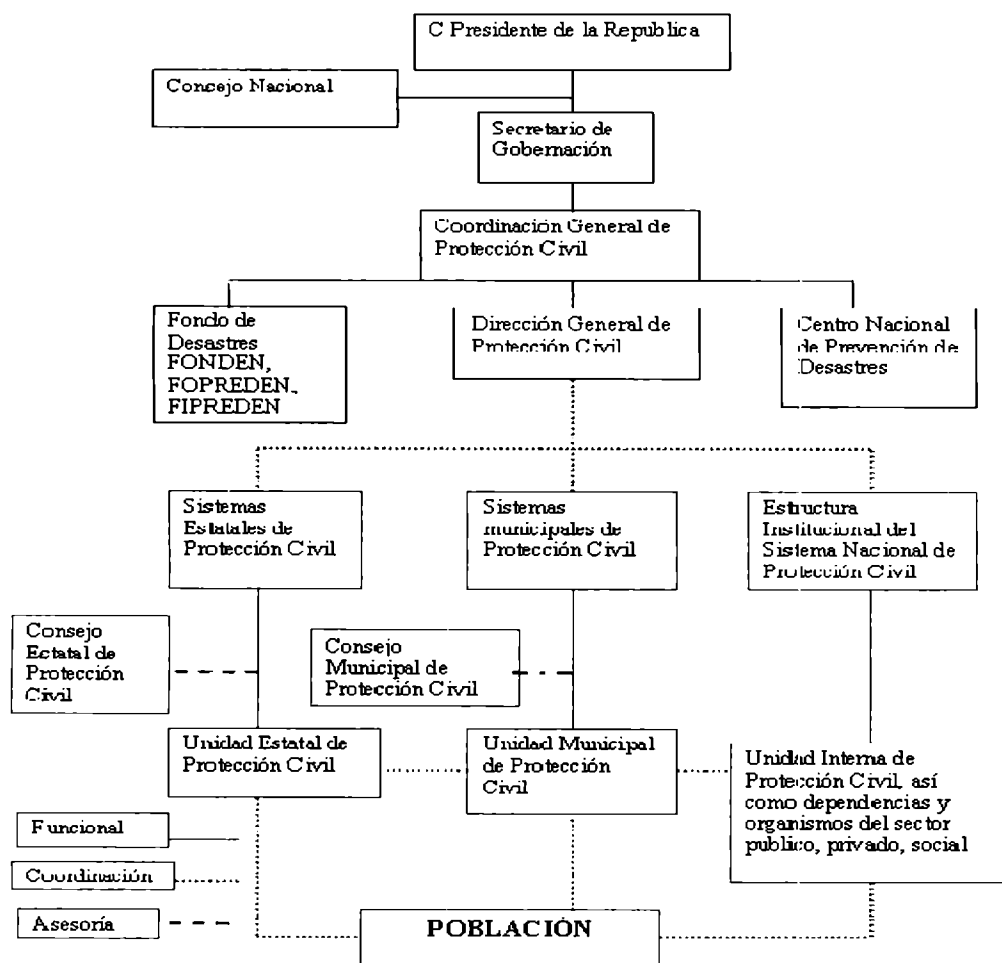 C Presidente de la Republica
Consejo Nacional
Secretario de
Gobernación
Coordinación General de
Protección Civil
Fondo de
Desastres
FONDEN,
FOPREDEN,
FIPREDEN
Dirección General de
Protección Civil
Centro Nacional
de Prevención de
Desastres
Sistemas
Estatales de
Protección Civil
Sistemas
municipales de
Protección Civil
Estructura
Institucional del
Sistema Nacional de
Protección Civil
Consejo
Estatal de
Protección
Civil
Consejo
Municipal de
Protección Civil
Unidad Estatal de
Protección Civil
Unidad Municipal
de Protección
Civil
Unidad Interna de
Protección Civil, así
como dependencias y
organismos del sector
publico, privado, social
Funcional
Coordinación
Asesoría
POBLACIÓN